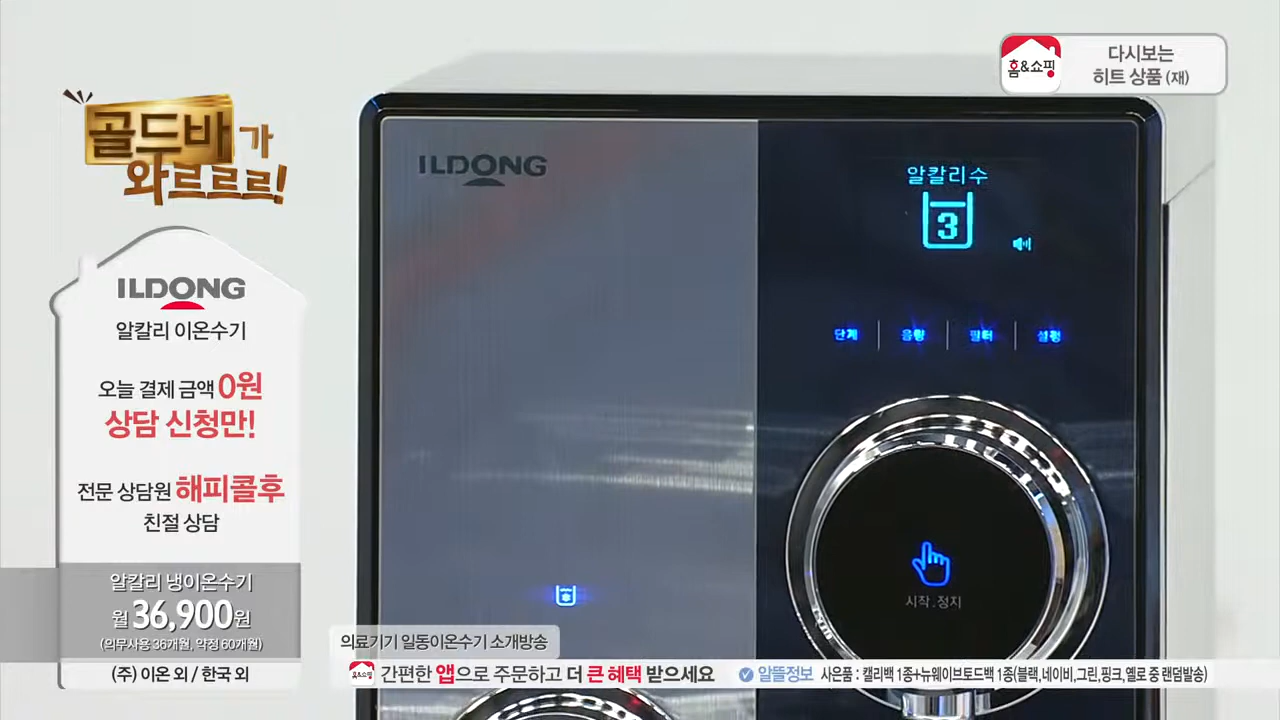 골드바가
와르르르!
ILDONG
알칼리 이온수기
오늘 결제 금액 0원
상담 신청만!
전문 상담원 해피콜후
친절 상담
알칼리 냉이온수기
월 36,900원
(의무사용 36개월, 약정 60개월)
(주) 이온 외 / 한국 외
홈&쇼핑
다시보는
히트 상품 (재)
ILDONG
알칼리수
3
단계 음량 필터 설정
시작.정지
의료기기 일동이온수기 소개방송
홈&쇼핑 간편한 앱으로 주문하고 더 큰 혜택 받으세요
알뜰정보 사은품 : 캘리백 1종+뉴웨이브토드백 1종(블랙,네이비,그린,핑크,옐로 중 랜덤발송)